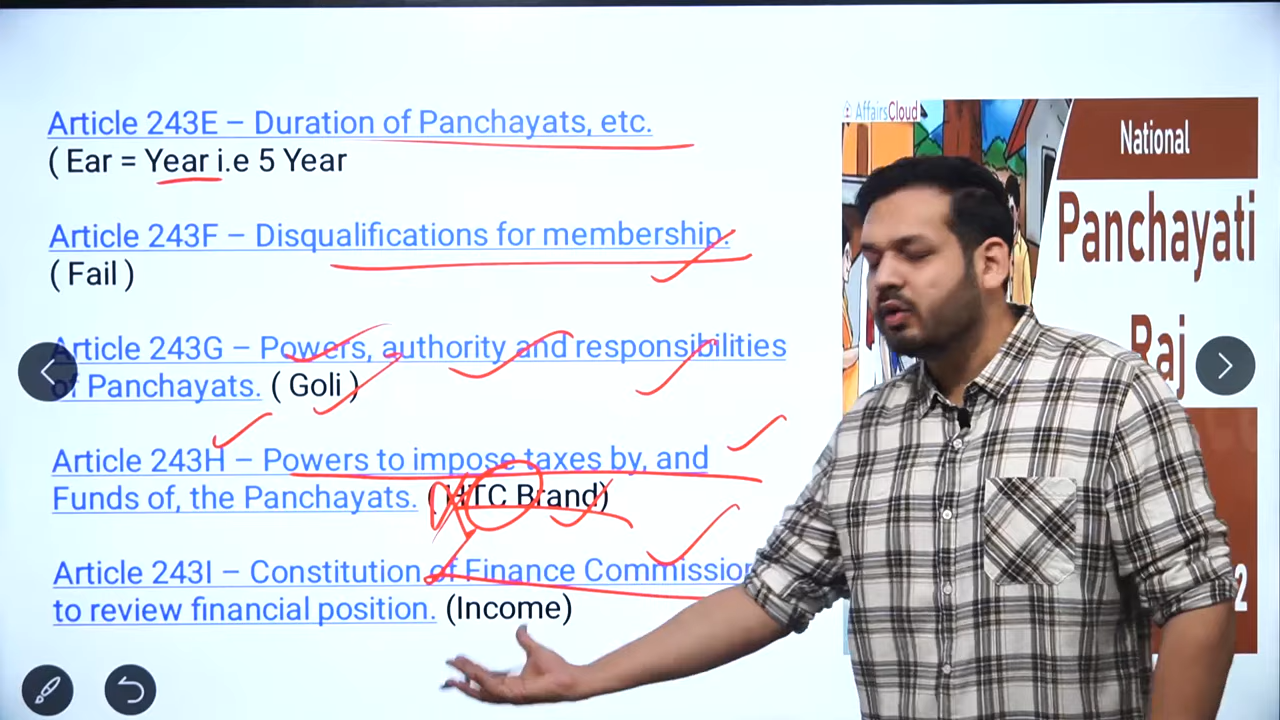 Article 243E – Duration of Panchayats, etc.
( Ear = Year i.e 5 Year
Article 243F – Disqualifications for membership.
( Fail )
Article 243G – Powers, authority and responsibilities
of Panchayats. ( Goli )
Article 243H – Powers to impose taxes by, and
Funds of, the Panchayats. ( HTC Brand)
Article 243I – Constitution of Finance Commission
to review financial position. (Income)
AffairsCloud
National
Panchayati
Raj
2